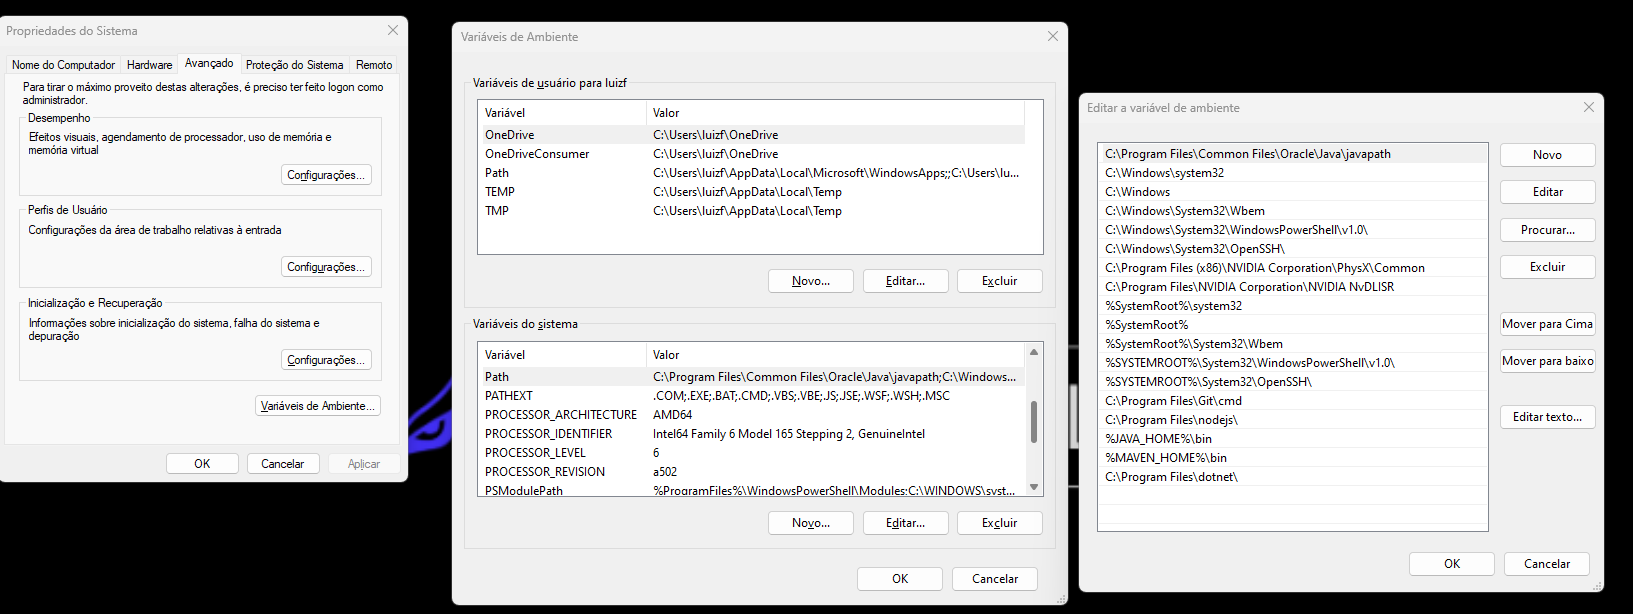 Propriedades do Sistema
Nome do Computador Hardware Avançado Proteção do Sistema Remoto
Para tirar o máximo proveito destas alterações, é preciso ter feito logon como
administrador.
Desempenho
Efeitos visuais, agendamento de processador, uso de memória e
memória virtual
Configurações...
Perfis de Usuário
Configurações da área de trabalho relativas à entrada
Configurações...
Inicialização e Recuperação
Informações sobre inicialização do sistema, falha do sistema e
depuração
Configurações...
Variáveis de Ambiente...
OK Cancelar Aplicar
Variáveis de Ambiente
Variáveis de usuário para luizf
Variável Valor
OneDrive C:\Users\luizf\OneDrive
OneDriveConsumer C:\Users\luizf\OneDrive
Path C:\Users\luizf\AppData\Local\Microsoft\WindowsApps;;C:\Users\lu...
TEMP C:\Users\luizf\AppData\Local\Temp
TMP C:\Users\luizf\AppData\Local\Temp
Novo... Editar... Excluir
Variáveis do sistema
Variável Valor
Path C:\Program Files\Common Files\Oracle\Java\javapath;C:\Windows...
PATHEXT .COM;.EXE;.BAT;.CMD;.VBS;.VBE;.JS;.JSE;.WSF;.WSH;.MSC
PROCESSOR_ARCHITECTURE AMD64
PROCESSOR_IDENTIFIER Intel64 Family 6 Model 165 Stepping 2, GenuineIntel
PROCESSOR_LEVEL 6
PROCESSOR_REVISION a502
PSModulePath %ProgramFiles%\WindowsPowerShell\Modules;C:\WINDOWS\syst...
Novo... Editar... Excluir
OK Cancelar
Editar a variável de ambiente
C:\Program Files\Common Files\Oracle\Java\javapath
C:\Windows\system32
C:\Windows
C:\Windows\System32\Wbem
C:\Windows\System32\WindowsPowerShell\v1.0\
C:\Windows\System32\OpenSSH\
C:\Program Files (x86)\NVIDIA Corporation\PhysX\Common
C:\Program Files\NVIDIA Corporation\NVIDIA NvDLISR
%SystemRoot%\system32
%SystemRoot%
%SystemRoot%\System32\Wbem
%SYSTEMROOT%\System32\WindowsPowerShell\v1.0\
%SYSTEMROOT%\System32\OpenSSH\
C:\Program Files\Git\cmd
C:\Program Files\nodejs\
%JAVA_HOME%\bin
%MAVEN_HOME%\bin
C:\Program Files\dotnet\
Novo
Editar
Procurar...
Excluir
Mover para Cima
Mover para baixo
Editar texto...
OK Cancelar